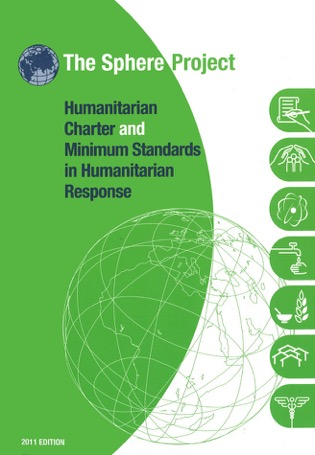 The Sphere Project
Humanitarian
Charter and
Minimum Standards
in Humanitarian
Response
2011 EDITION